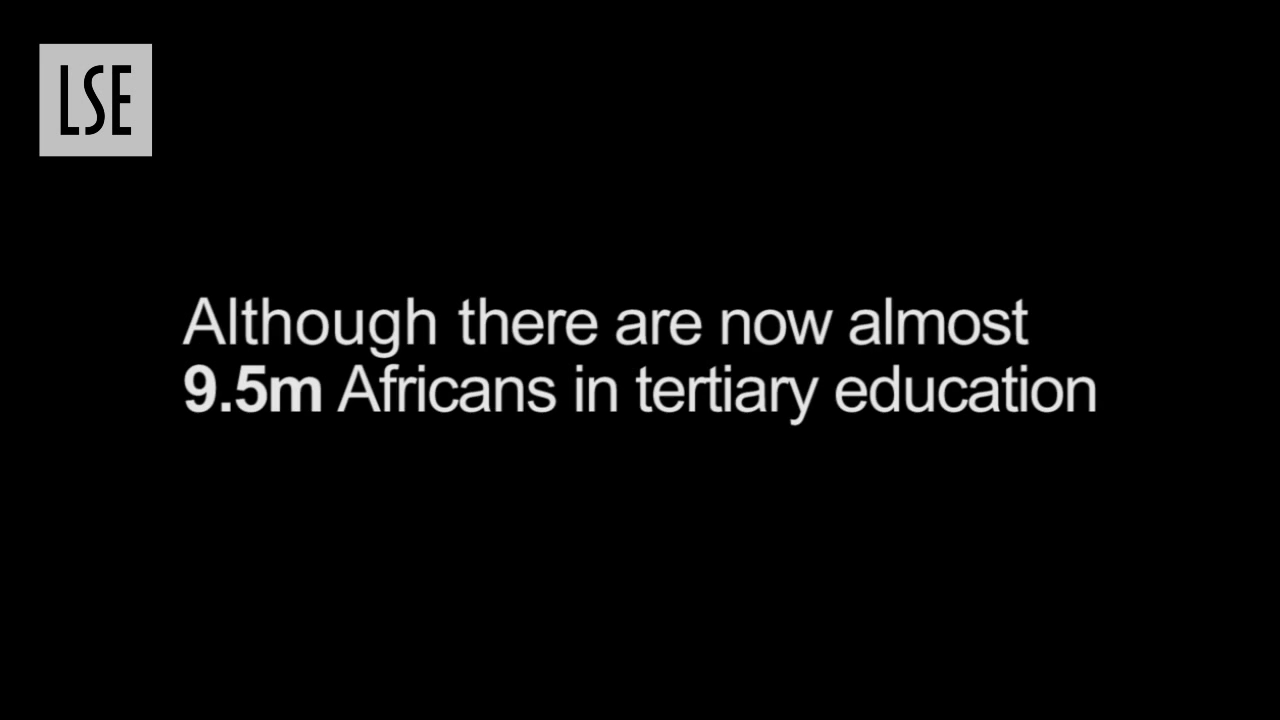 LSE
Although there are now almost
9.5m Africans in tertiary education